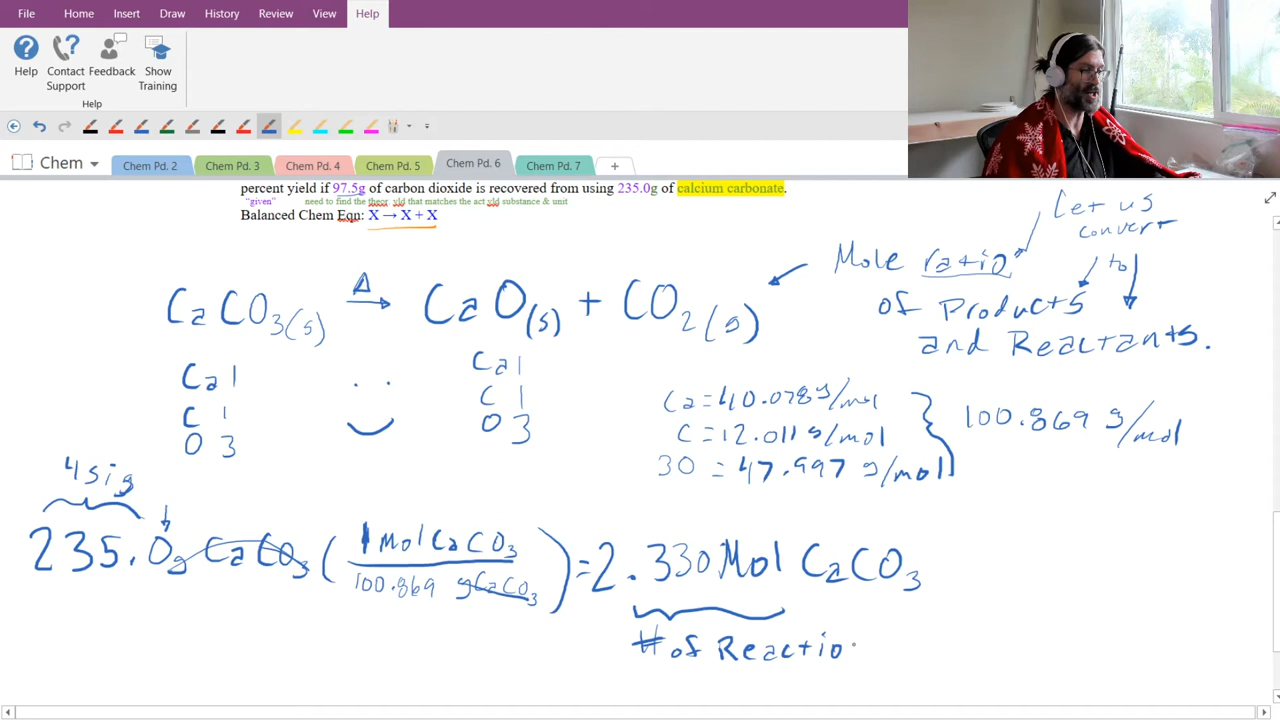 File Home Insert Draw History Review View Help
Help Contact Support Feedback Show Training
Help
Chem Chem Pd. 2 Chem Pd. 3 Chem Pd. 4 Chem Pd. 5 Chem Pd. 6 Chem Pd. 7 +
percent yield if 97.5g of carbon dioxide is recovered from using 235.0g of calcium carbonate.
"given" need to find the theor yld that matches the act yld substance & unit
Balanced Chem Eqn: X → X + X
Let us
convert
to
Mole ratio
of Products
and Reactants.
CaCO3(s) Δ→ CaO(s) + CO2(g)
Ca 1 Ca 1
C 1 C 1
O 3 O 3
Ca = 40.078 g/mol
C = 12.011 g/mol
3O = 47.997 g/mol
100.869 g/mol
4 sig
235.0g CaCO3 ( 1 Mol CaCO3 / 100.869 g CaCO3 ) = 2.330 Mol CaCO3
# of Reactio